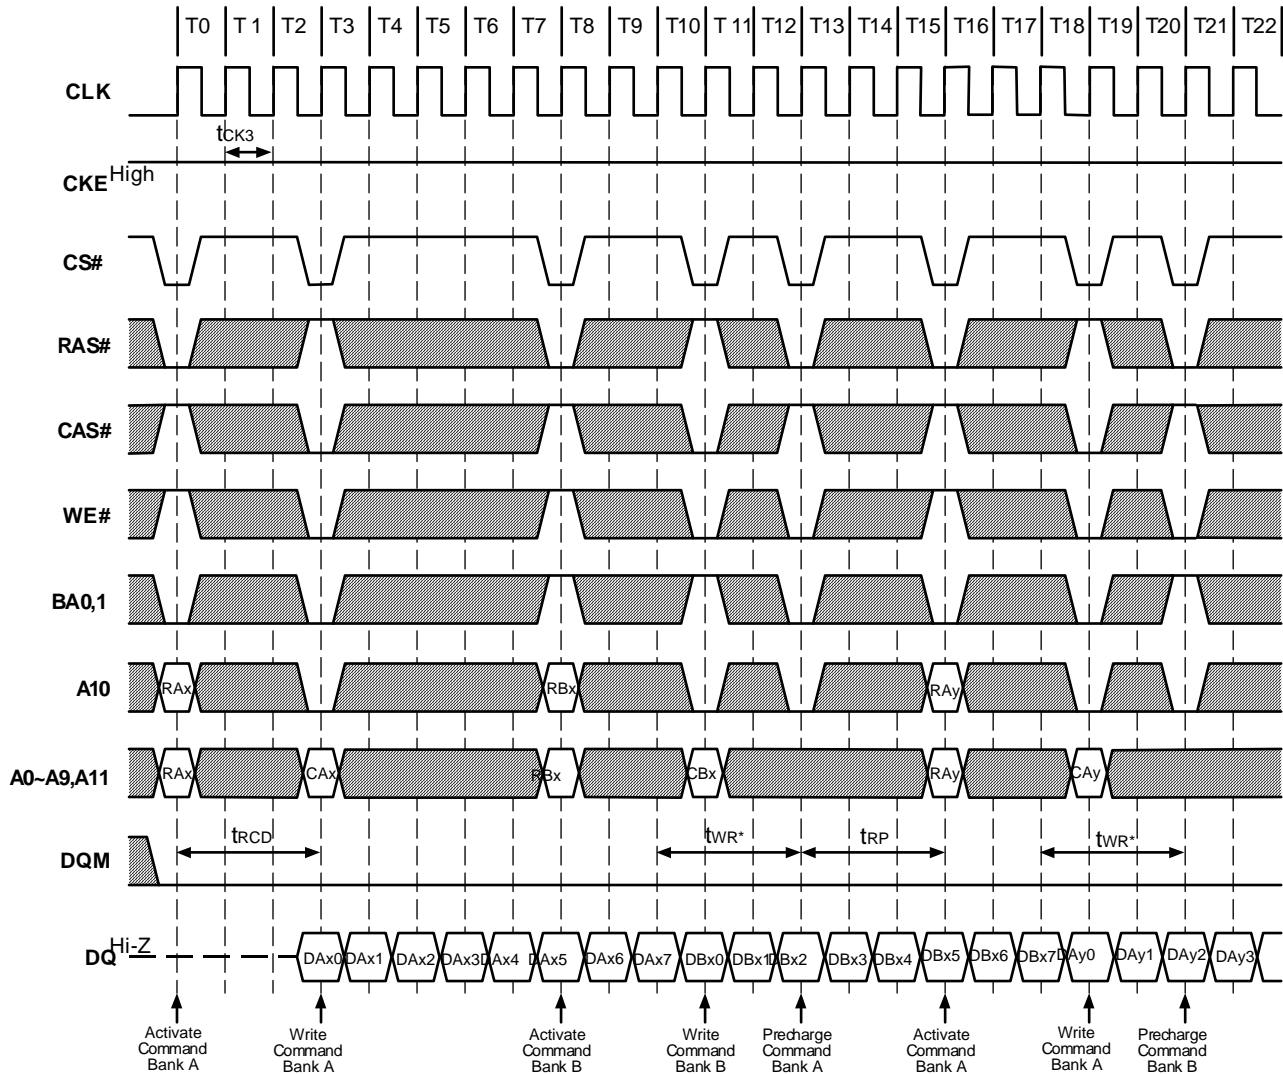 T0 T 1 T2 T3 T4 T5 T6 T7 T8 T9 T10 T 11 T12 T13 T14 T15 T16 T17 T18 T19 T20 T21 T22
CLK
tCK3
CKE High
CS#
RAS#
CAS#
WE#
BA0,1
A10 RAx RBx RAy
A0~A9,A11 RAx CAx RBx CBx RAy CAy
DQM tRCD tWR* tRP tWR*
DQ Hi-Z DAx0 DAx1 DAx2 DAx3 DAx4 DAx5 DAx6 DAx7 DBx0 DBx1 DBx2 DBx3 DBx4 DBx5 DBx6 DBx7 DAy0 DAy1 DAy2 DAy3
Activate Command Bank A
Write Command Bank A
Activate Command Bank B
Write Command Bank B
Precharge Command Bank A
Activate Command Bank A
Write Command Bank A
Precharge Command Bank B